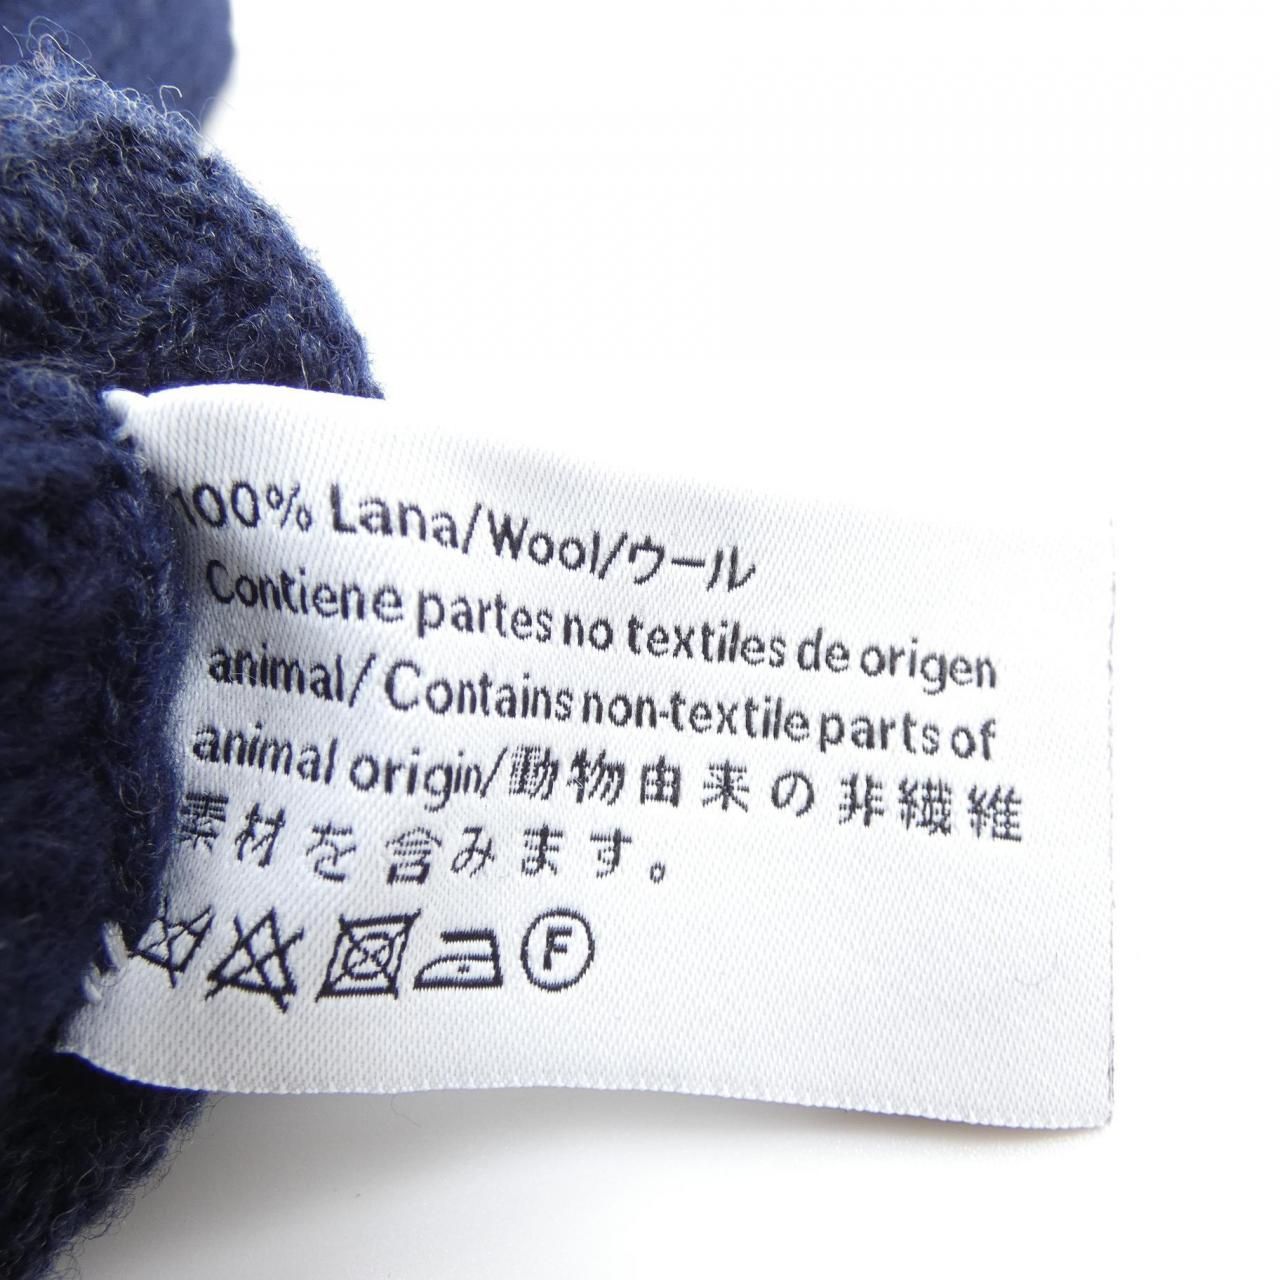 100% Lana/Wool/ウール
Contiene partes no textiles de origen
animal/ Contains non-textile parts of
animal origin/動物由来の非繊維
素材を含みます。
F